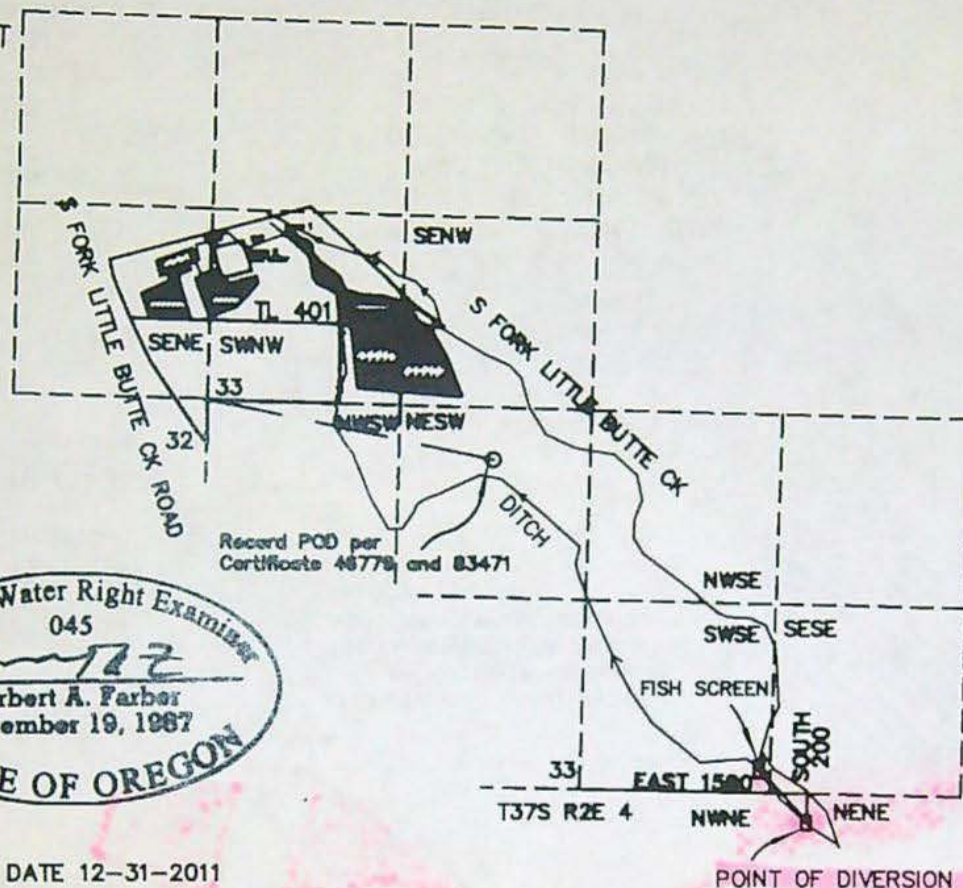 T
SENW
S FORK LITTLE BUTTE CK ROAD
TL 401
SENE SWNW
S FORK LITTLE BUTTE CK
33
NWSW NESW
32
DITCH
Record POD per
Certificate 46779 and 83471
NWSE
SWSE SESE
Water Right Examiner
045
rbert A. Farber
ember 19, 1987
E OF OREGON
FISH SCREEN
SOUTH
200
33
EAST
T37S R2E 4
NWNE NENE
DATE 12-31-2011
POINT OF DIVERSION